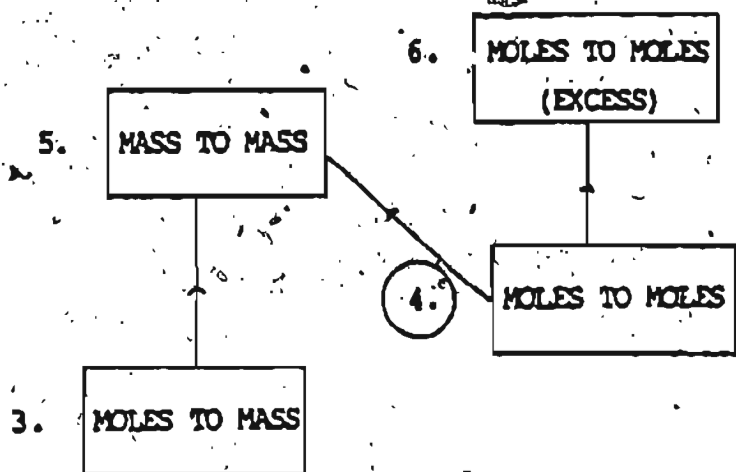 6. MOLES TO MOLES
(EXCESS)
5. MASS TO MASS
4. MOLES TO MOLES
3. MOLES TO MASS